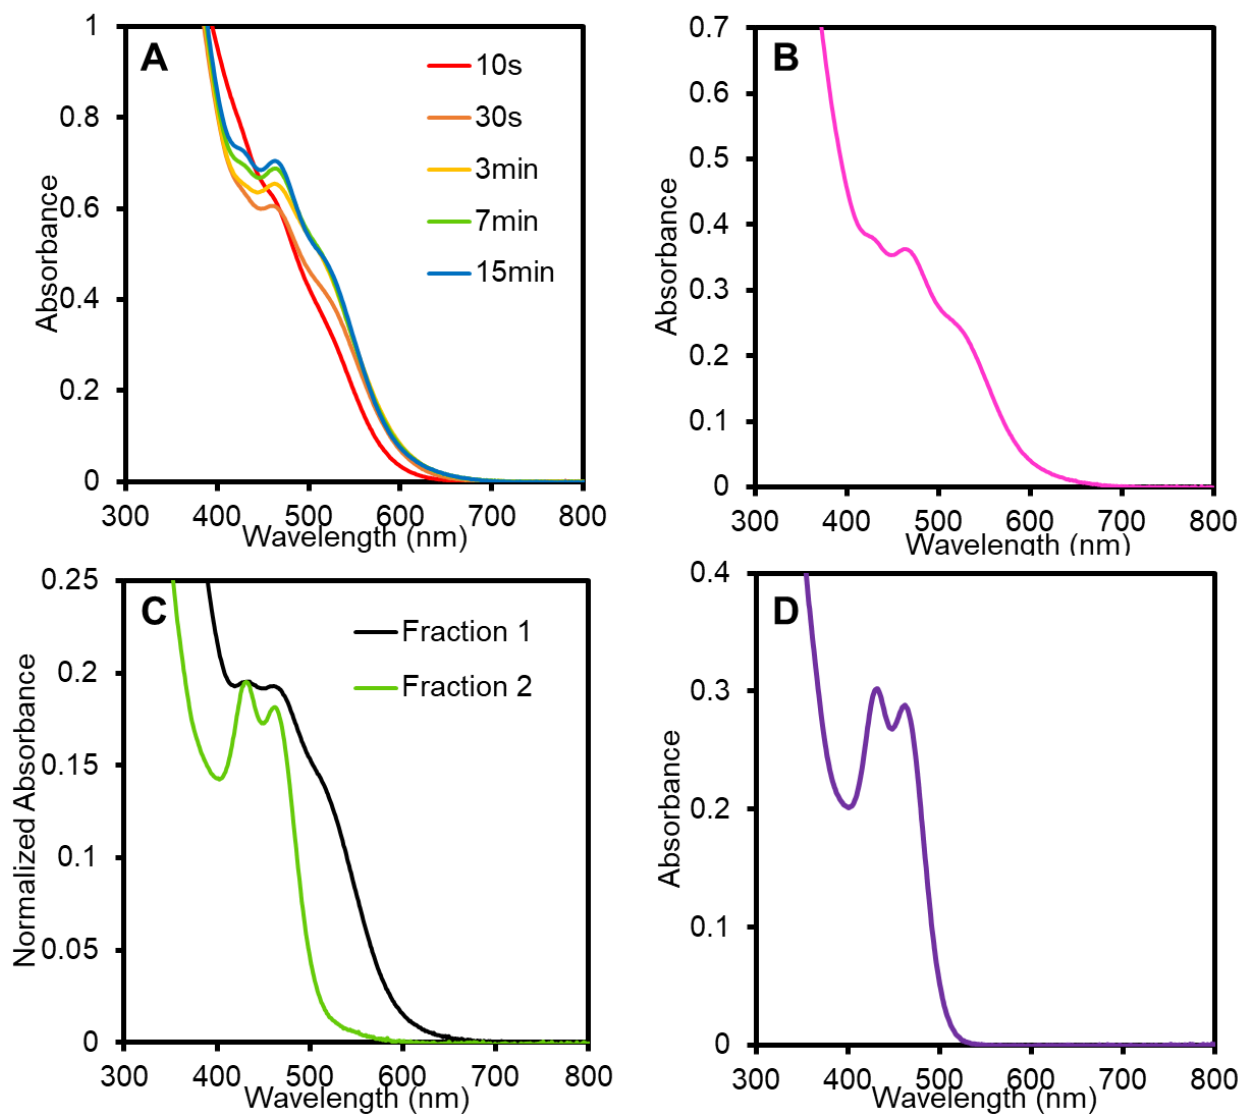 A
10s
30s
3min
7min
15min
Absorbance
1
0.8
0.6
0.4
0.2
0
300 400 500 600 700 800
Wavelength (nm)
B
Absorbance
0.7
0.6
0.5
0.4
0.3
0.2
0.1
0
300 400 500 600 700 800
Wavelength (nm)
C
Fraction 1
Fraction 2
Normalized Absorbance
0.25
0.2
0.15
0.1
0.05
0
300 400 500 600 700 800
Wavelength (nm)
D
Absorbance
0.4
0.3
0.2
0.1
0
300 400 500 600 700 800
Wavelength (nm)